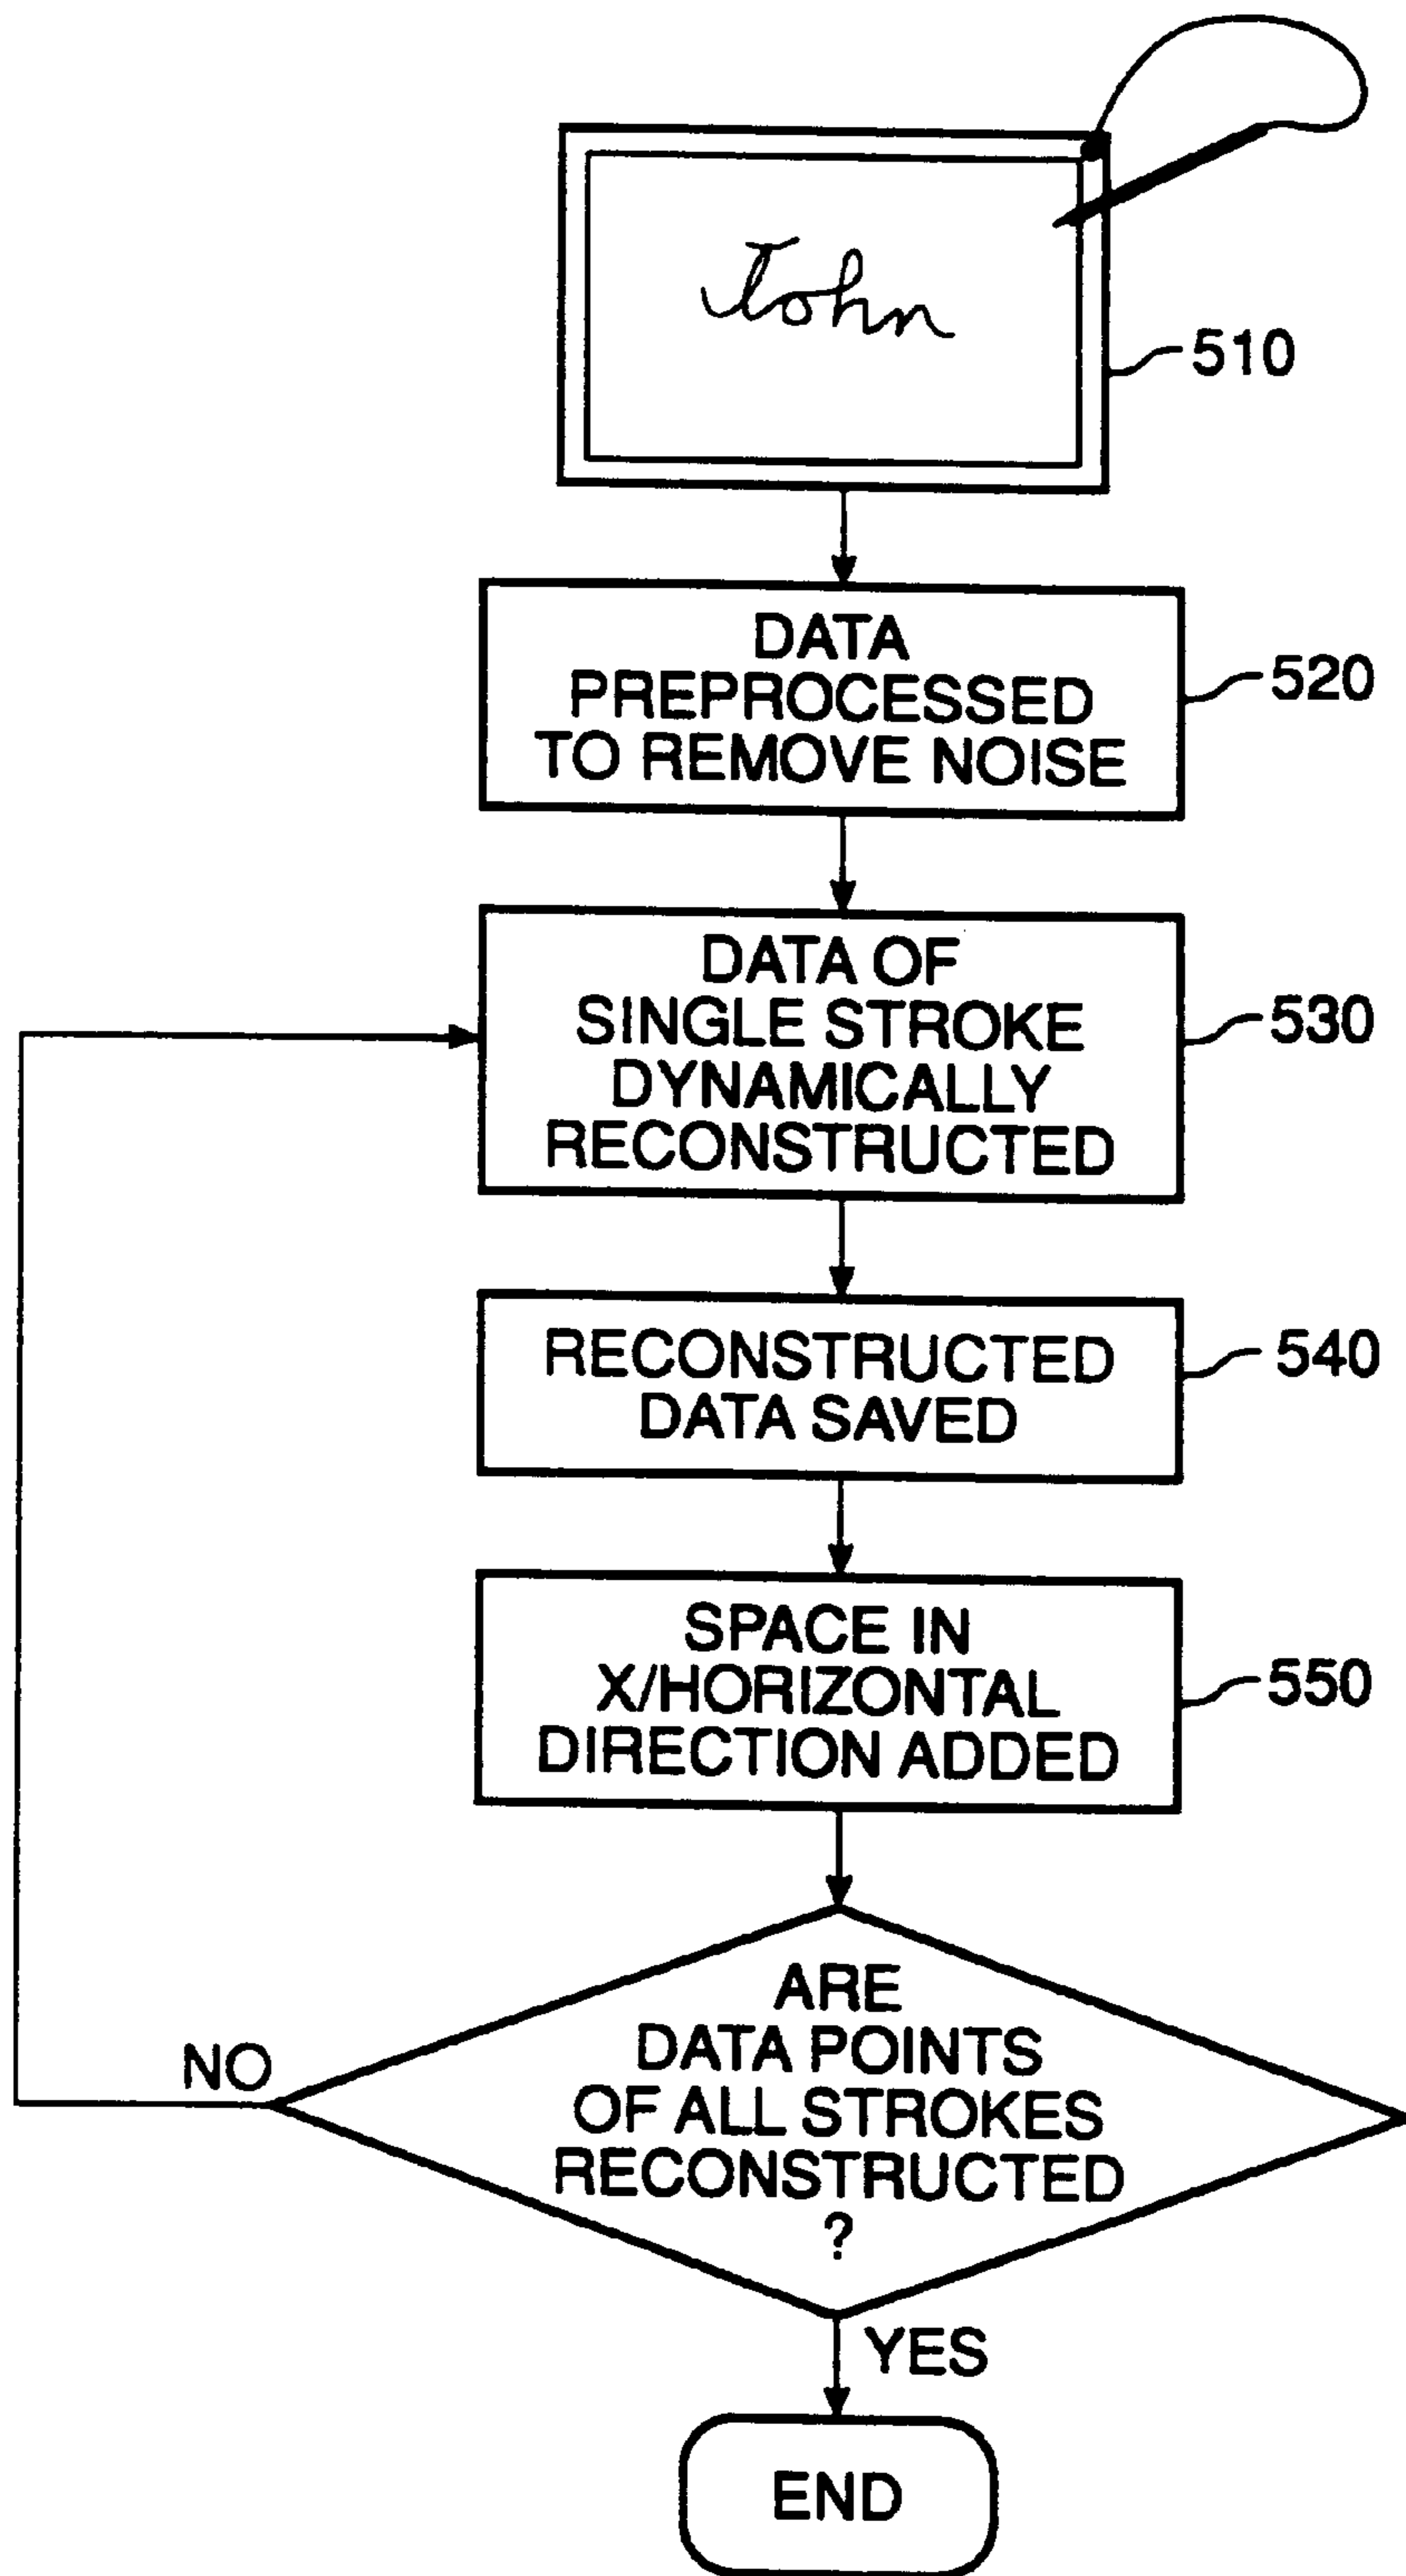 John
510
DATA
PREPROCESSED
TO REMOVE NOISE
520
DATA OF
SINGLE STROKE
DYNAMICALLY
RECONSTRUCTED
530
RECONSTRUCTED
DATA SAVED
540
SPACE IN
X/HORIZONTAL
DIRECTION ADDED
550
ARE
DATA POINTS
OF ALL STROKES
RECONSTRUCTED
?
NO
YES
END